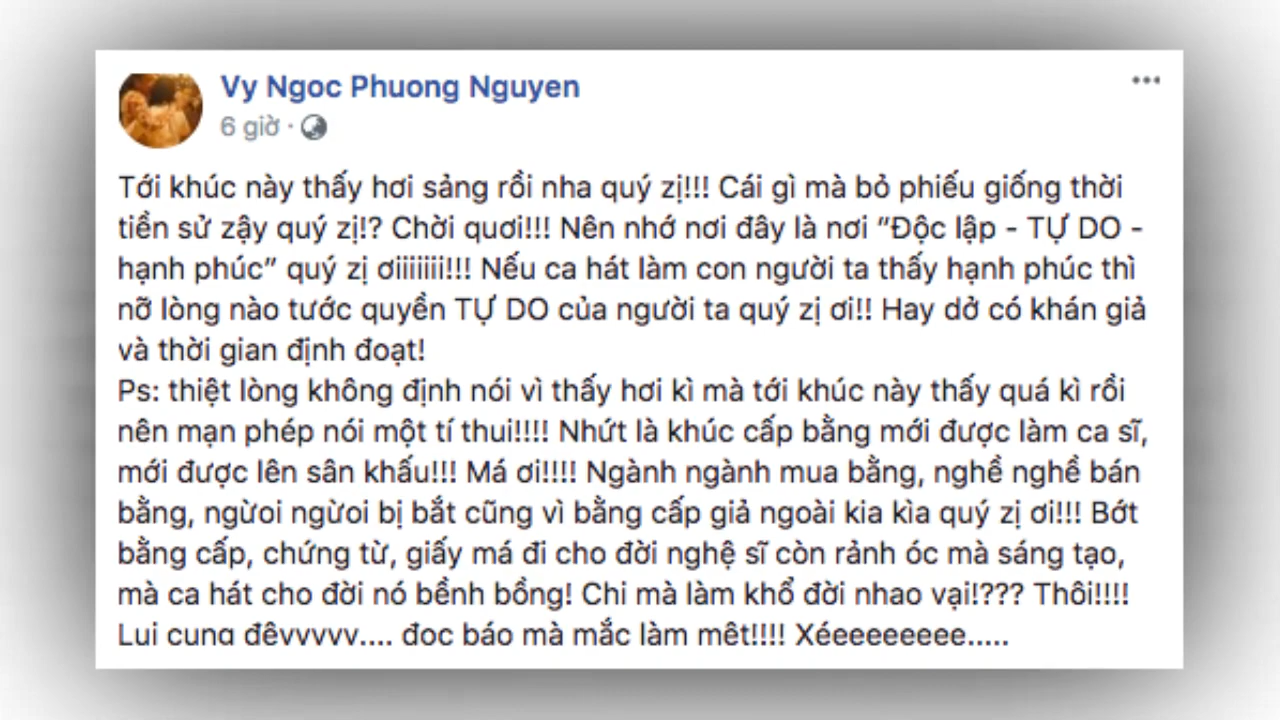 Vy Ngoc Phuong Nguyen
6 giờ ·
Tới khúc này thấy hơi sảng rồi nha quý zị!!! Cái gì mà bỏ phiếu giống thời
tiền sử zậy quý zị!? Chời quơi!!! Nên nhớ nơi đây là nơi “Độc lập - TỰ DO -
hạnh phúc” quý zị ơiiiiiii!!! Nếu ca hát làm con người ta thấy hạnh phúc thì
nỡ lòng nào tước quyền TỰ DO của người ta quý zị ơi!! Hay dở có khán giả
và thời gian định đoạt!
Ps: thiệt lòng không định nói vì thấy hơi kì mà tới khúc này thấy quá kì rồi
nên mạn phép nói một tí thui!!!! Nhứt là khúc cấp bằng mới được làm ca sĩ,
mới được lên sân khấu!!! Má ơi!!!! Ngành ngành mua bằng, nghề nghề bán
bằng, ngừoi ngừoi bị bắt cũng vì bằng cấp giả ngoài kia kìa quý zị ơi!!! Bớt
bằng cấp, chứng từ, giấy má đi cho đời nghệ sĩ còn rảnh óc mà sáng tạo,
mà ca hát cho đời nó bềnh bồng! Chi mà làm khổ đời nhao vại!??? Thôi!!!!
Lui cung đêvvvvv.... đọc báo mà mắc làm mệt!!!! Xéeeeeeeee.....